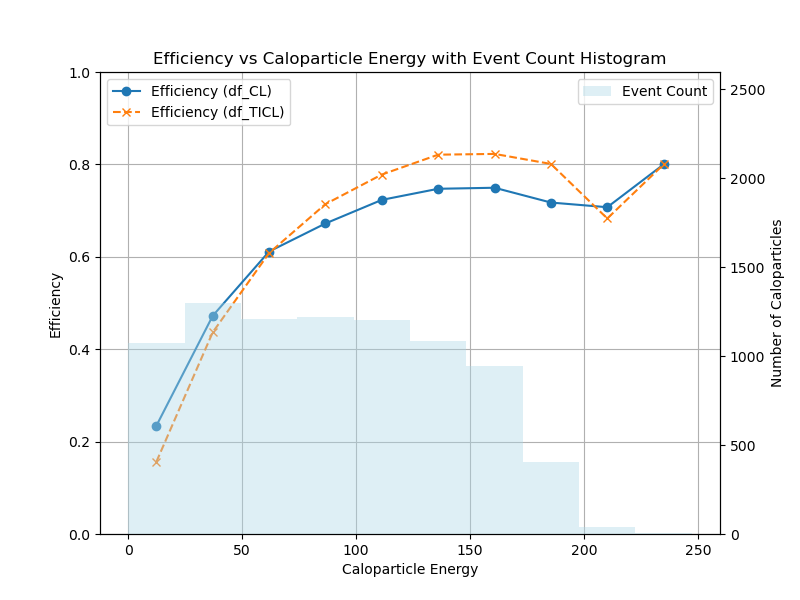 Efficiency vs Caloparticle Energy with Event Count Histogram
Efficiency (df_CL)
Efficiency (df_TICL)
Event Count
Efficiency
1.0
0.8
0.6
0.4
0.2
0.0
2500
2000
1500
1000
500
0
Number of Caloparticles
0 50 100 150 200 250
Caloparticle Energy